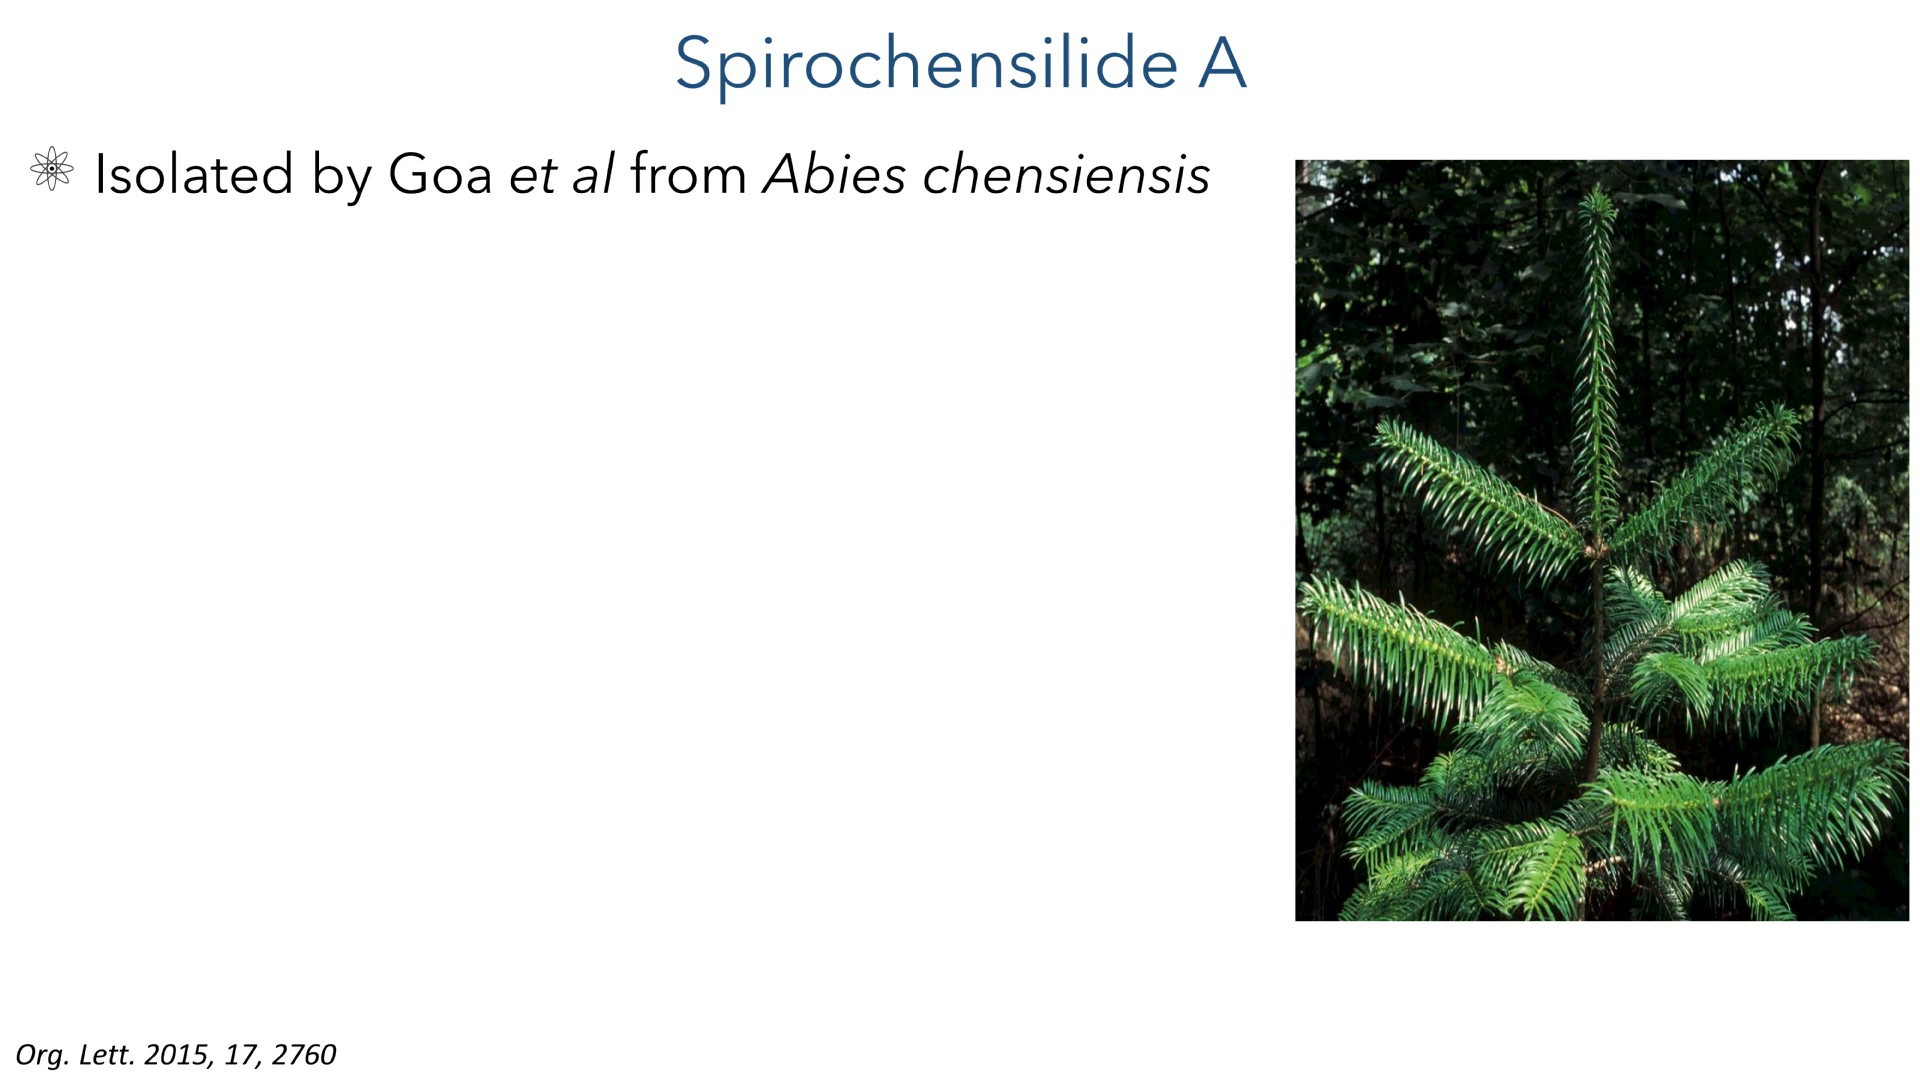 Spirochensilide A
Isolated by Goa et al from Abies chensiensis
Org. Lett. 2015, 17, 2760